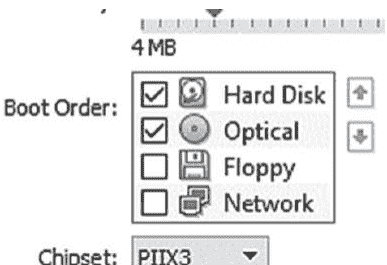 4 MB
Boot Order:
Hard Disk
Optical
Floppy
Network
Chipset: PIIX3